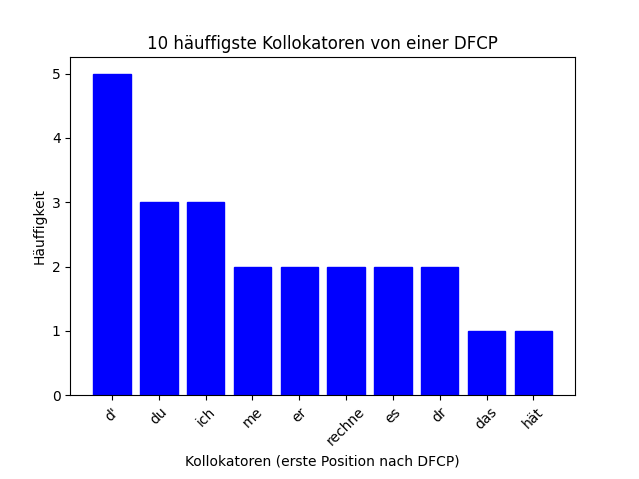 10 häuffigste Kollokatoren von einer DFCP
Häuffigkeit
5
4
3
2
1
0
d'
du
ich
me
er
rechne
es
dr
das
hät
Kollokatoren (erste Position nach DFCP)